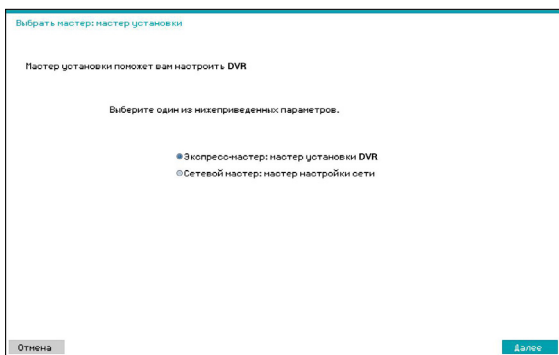 Выбрать мастер: мастер установки
Мастер установки поможет вам настроить DVR
Выберите один из нижеприведенных параметров.
Экспресс-мастер: мастер установки DVR
Сетевой мастер: мастер настройки сети
Отмена
Далее